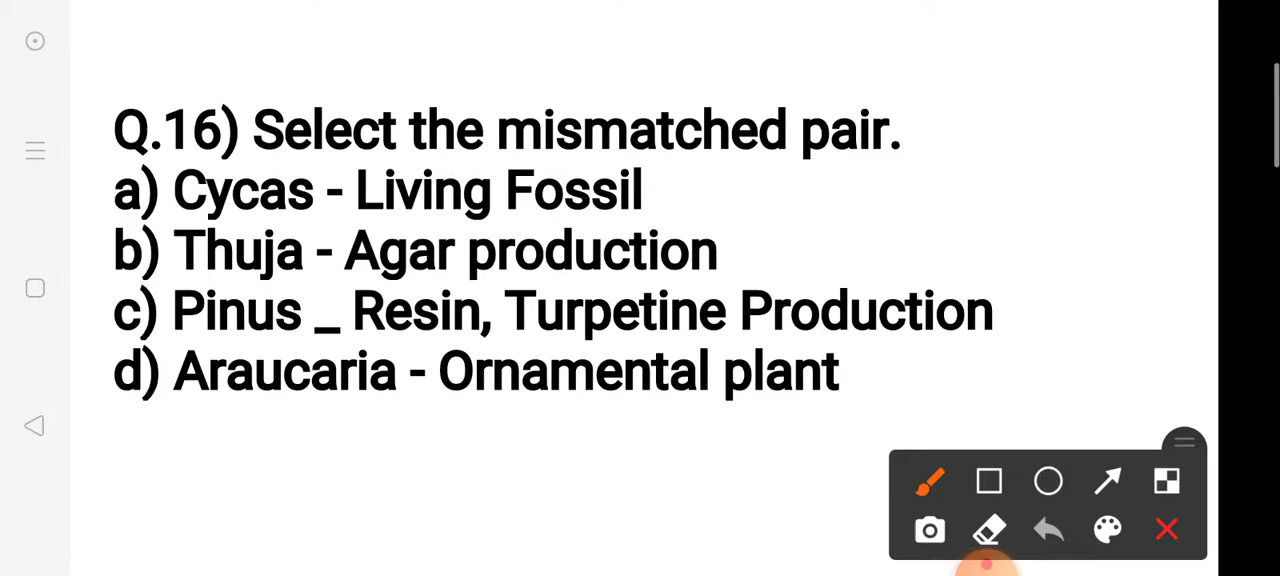 Q.16) Select the mismatched pair.
a) Cycas - Living Fossil
b) Thuja - Agar production
c) Pinus _ Resin, Turpetine Production
d) Araucaria - Ornamental plant